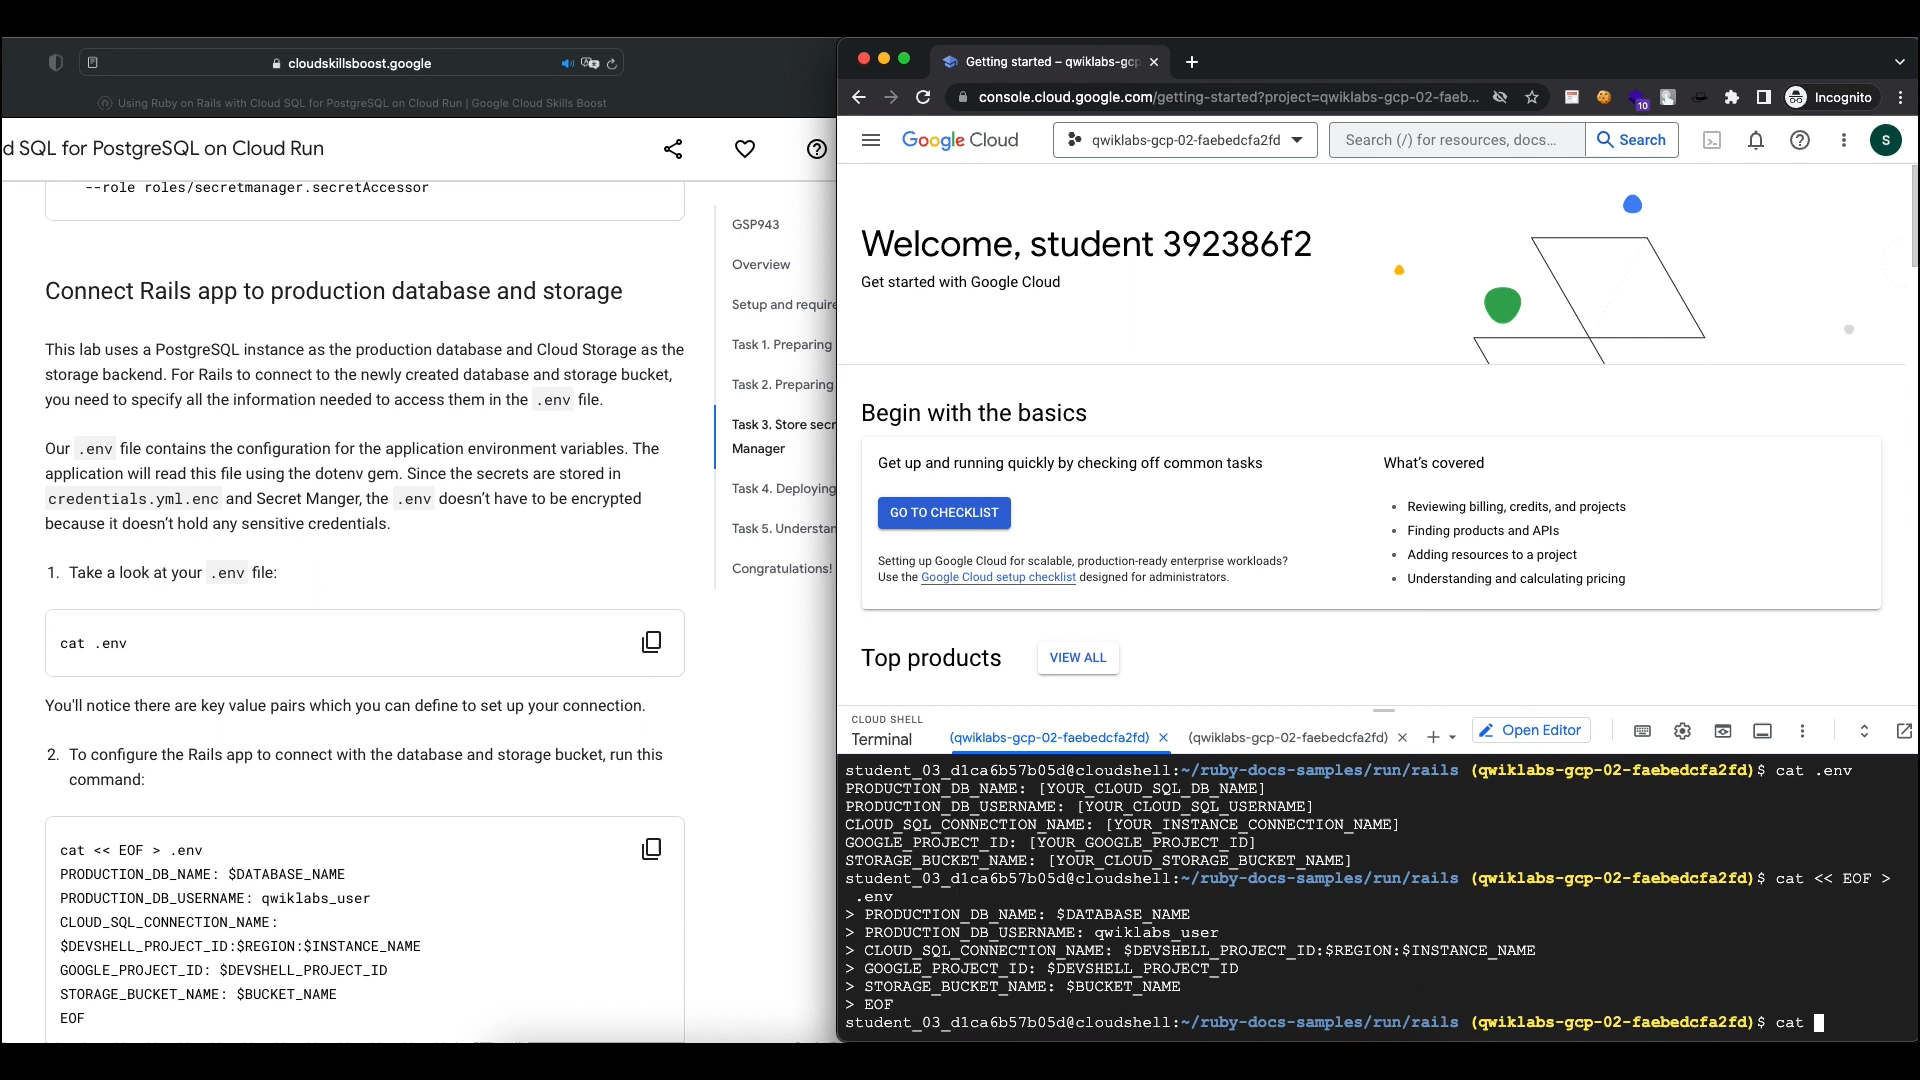 cloudskillsboost.google
Using Ruby on Rails with Cloud SQL for PostgreSQL on Cloud Run | Google Cloud Skills Boost
d SQL for PostgreSQL on Cloud Run
--role roles/secretmanager.secretAccessor
Connect Rails app to production database and storage
This lab uses a PostgreSQL instance as the production database and Cloud Storage as the
storage backend. For Rails to connect to the newly created database and storage bucket,
you need to specify all the information needed to access them in the .env file.
Our .env file contains the configuration for the application environment variables. The
application will read this file using the dotenv gem. Since the secrets are stored in
credentials.yml.enc and Secret Manger, the .env doesn't have to be encrypted
because it doesn't hold any sensitive credentials.
1. Take a look at your .env file:
cat .env
You'll notice there are key value pairs which you can define to set up your connection.
2. To configure the Rails app to connect with the database and storage bucket, run this
command:
cat << EOF > .env
PRODUCTION_DB_NAME: $DATABASE_NAME
PRODUCTION_DB_USERNAME: qwiklabs_user
CLOUD_SQL_CONNECTION_NAME:
$DEVSHELL_PROJECT_ID:$REGION:$INSTANCE_NAME
GOOGLE_PROJECT_ID: $DEVSHELL_PROJECT_ID
STORAGE_BUCKET_NAME: $BUCKET_NAME
EOF
GSP943
Overview
Setup and require
Task 1. Preparing
Task 2. Preparing
Task 3. Store secr
Manager
Task 4. Deploying
Task 5. Understan
Congratulations!
Getting started – qwiklabs-gcp
console.cloud.google.com/getting-started?project=qwiklabs-gcp-02-faeb...
10
Incognito
Google Cloud
qwiklabs-gcp-02-faebedcfa2fd
Search (/) for resources, docs...
Search
S
Welcome, student 392386f2
Get started with Google Cloud
Begin with the basics
Get up and running quickly by checking off common tasks
GO TO CHECKLIST
Setting up Google Cloud for scalable, production-ready enterprise workloads?
Use the Google Cloud setup checklist designed for administrators.
What's covered
• Reviewing billing, credits, and projects
• Finding products and APIs
• Adding resources to a project
• Understanding and calculating pricing
Top products
VIEW ALL
CLOUD SHELL
Terminal
(qwiklabs-gcp-02-faebedcfa2fd)
(qwiklabs-gcp-02-faebedcfa2fd)
Open Editor
student_03_d1ca6b57b05d@cloudshell:~/ruby-docs-samples/run/rails (qwiklabs-gcp-02-faebedcfa2fd)$ cat .env
PRODUCTION_DB_NAME: [YOUR_CLOUD_SQL_DB_NAME]
PRODUCTION_DB_USERNAME: [YOUR_CLOUD_SQL_USERNAME]
CLOUD_SQL_CONNECTION_NAME: [YOUR_INSTANCE_CONNECTION_NAME]
GOOGLE_PROJECT_ID: [YOUR_GOOGLE_PROJECT_ID]
STORAGE_BUCKET_NAME: [YOUR_CLOUD_STORAGE_BUCKET_NAME]
student_03_d1ca6b57b05d@cloudshell:~/ruby-docs-samples/run/rails (qwiklabs-gcp-02-faebedcfa2fd)$ cat << EOF >
.env
> PRODUCTION_DB_NAME: $DATABASE_NAME
> PRODUCTION_DB_USERNAME: qwiklabs_user
> CLOUD_SQL_CONNECTION_NAME: $DEVSHELL_PROJECT_ID:$REGION:$INSTANCE_NAME
> GOOGLE_PROJECT_ID: $DEVSHELL_PROJECT_ID
> STORAGE_BUCKET_NAME: $BUCKET_NAME
> EOF
student_03_d1ca6b57b05d@cloudshell:~/ruby-docs-samples/run/rails (qwiklabs-gcp-02-faebedcfa2fd)$ cat